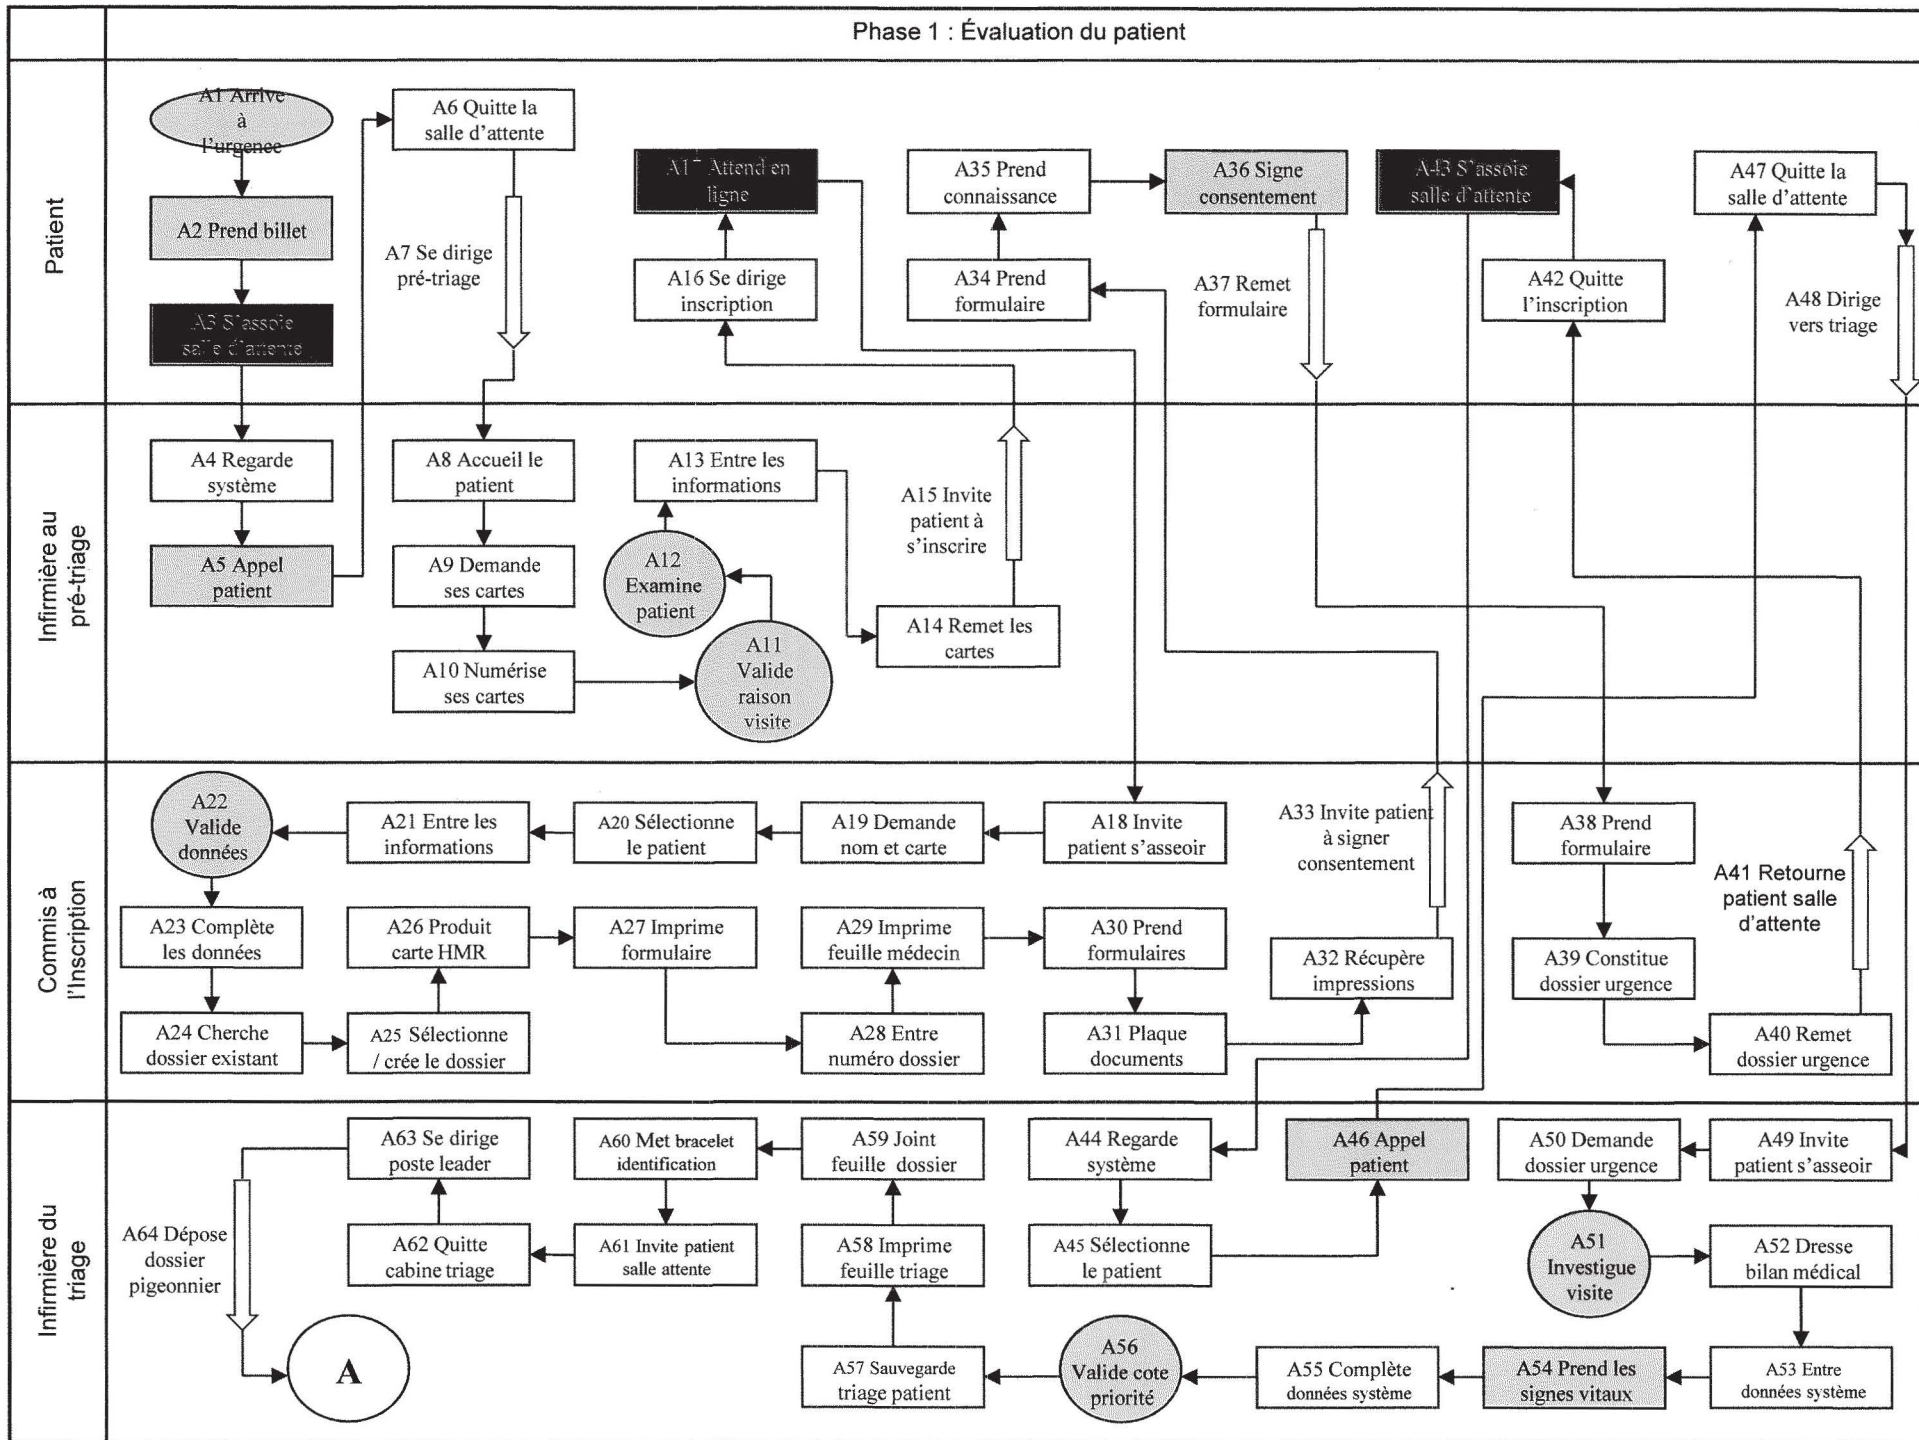 Phase 1 : Évaluation du patient
Patient
A1 Arrive
à
l'urgence
A2 Prend billet
A3 S'assoie
salle d'attente
A6 Quitte la
salle d'attente
A7 Se dirige
pré-triage
A17 Attend en
ligne
A16 Se dirige
inscription
A35 Prend
connaissance
A34 Prend
formulaire
A36 Signe
consentement
A37 Remet
formulaire
A43 S'assoie
salle d'attente
A42 Quitte
l'inscription
A47 Quitte la
salle d'attente
A48 Dirige
vers triage
Infirmière au
pré-triage
A4 Regarde
système
A5 Appel
patient
A8 Accueil le
patient
A9 Demande
ses cartes
A10 Numérise
ses cartes
A11
Valide
raison
visite
A12
Examine
patient
A13 Entre les
informations
A14 Remet les
cartes
A15 Invite
patient à
s'inscrire
Commis à
l'Inscription
A22
Valide
données
A21 Entre les
informations
A20 Sélectionne
le patient
A19 Demande
nom et carte
A18 Invite
patient s'asseoir
A33 Invite patient
à signer
consentement
A38 Prend
formulaire
A41 Retourne
patient salle
d'attente
A23 Complète
les données
A26 Produit
carte HMR
A27 Imprime
formulaire
A29 Imprime
feuille médecin
A30 Prend
formulaires
A32 Récupère
impressions
A39 Constitue
dossier urgence
A24 Cherche
dossier existant
A25 Sélectionne
/ crée le dossier
A28 Entre
numéro dossier
A31 Plaque
documents
A40 Remet
dossier urgence
Infirmière du
triage
A63 Se dirige
poste leader
A60 Met bracelet
identification
A59 Joint
feuille dossier
A44 Regarde
système
A46 Appel
patient
A50 Demande
dossier urgence
A49 Invite
patient s'asseoir
A64 Dépose
dossier
pigeonnier
A62 Quitte
cabine triage
A61 Invite patient
salle attente
A58 Imprime
feuille triage
A45 Sélectionne
le patient
A51
Investigue
visite
A52 Dresse
bilan médical
A
A57 Sauvegarde
triage patient
A56
Valide cote
priorité
A55 Complète
données système
A54 Prend les
signes vitaux
A53 Entre
données système